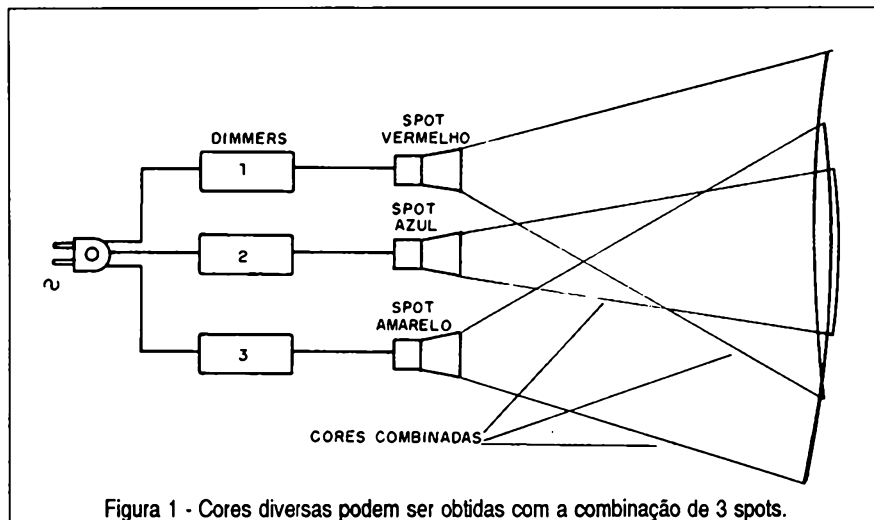 DIMMERS
1
2
3
SPOT
VERMELHO
SPOT
AZUL
SPOT
AMARELO
CORES COMBINADAS
Figura 1 - Cores diversas podem ser obtidas com a combinação de 3 spots.